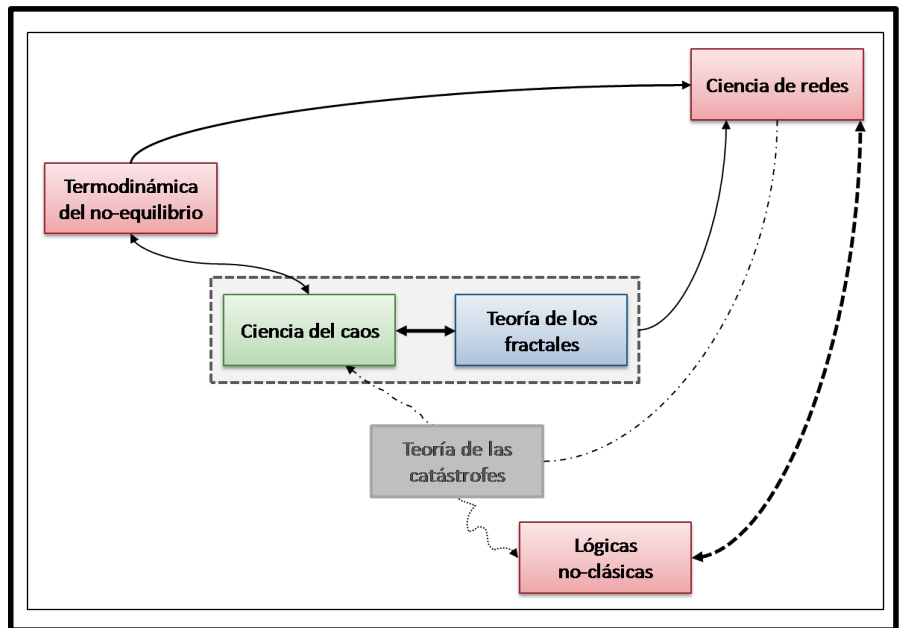 Ciencia de redes
Termodinámica
del no-equilibrio
Ciencia del caos
Teoría de los
fractales
Teoría de las
catástrofes
Lógicas
no-clásicas